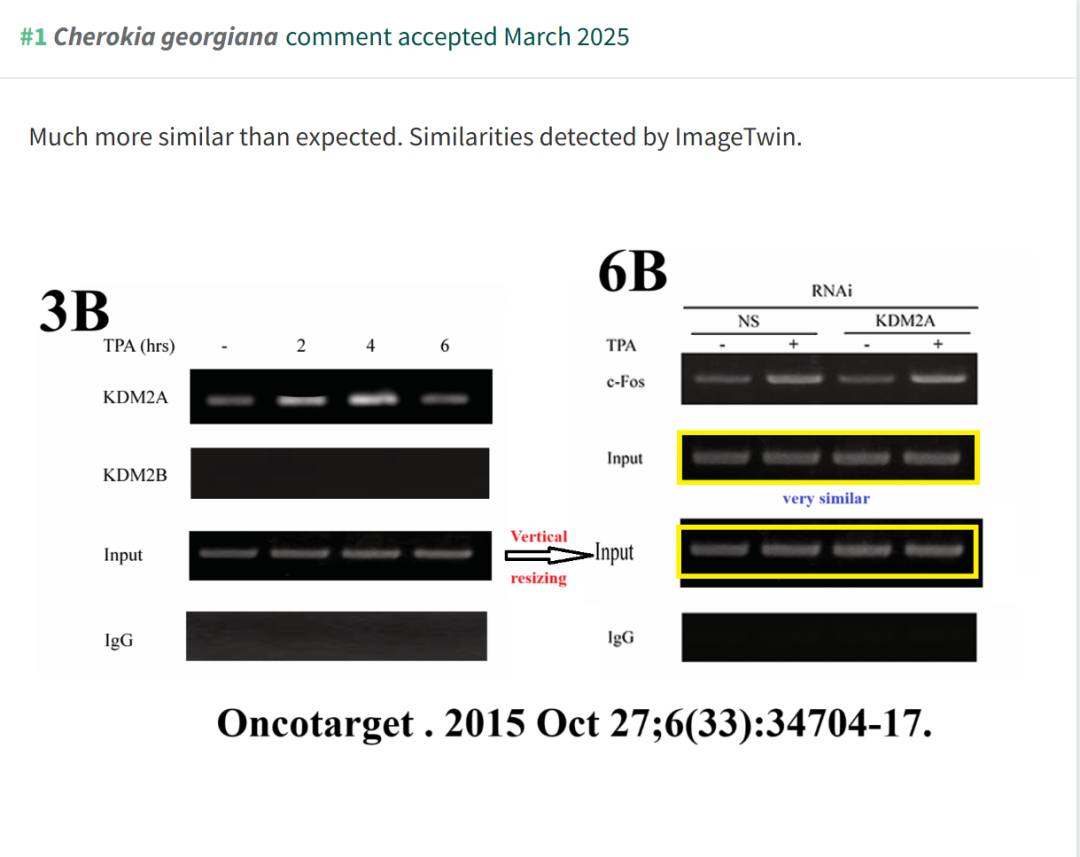 #1 Cherokia georgiana comment accepted March 2025
Much more similar than expected. Similarities detected by ImageTwin.
3B
TPA (hrs) - 2 4 6
KDM2A
KDM2B
Input
IgG
Vertical
resizing
6B
RNAi
NS KDM2A
TPA - + - +
c-Fos
Input
very similar
Input
IgG
Oncotarget . 2015 Oct 27;6(33):34704-17.